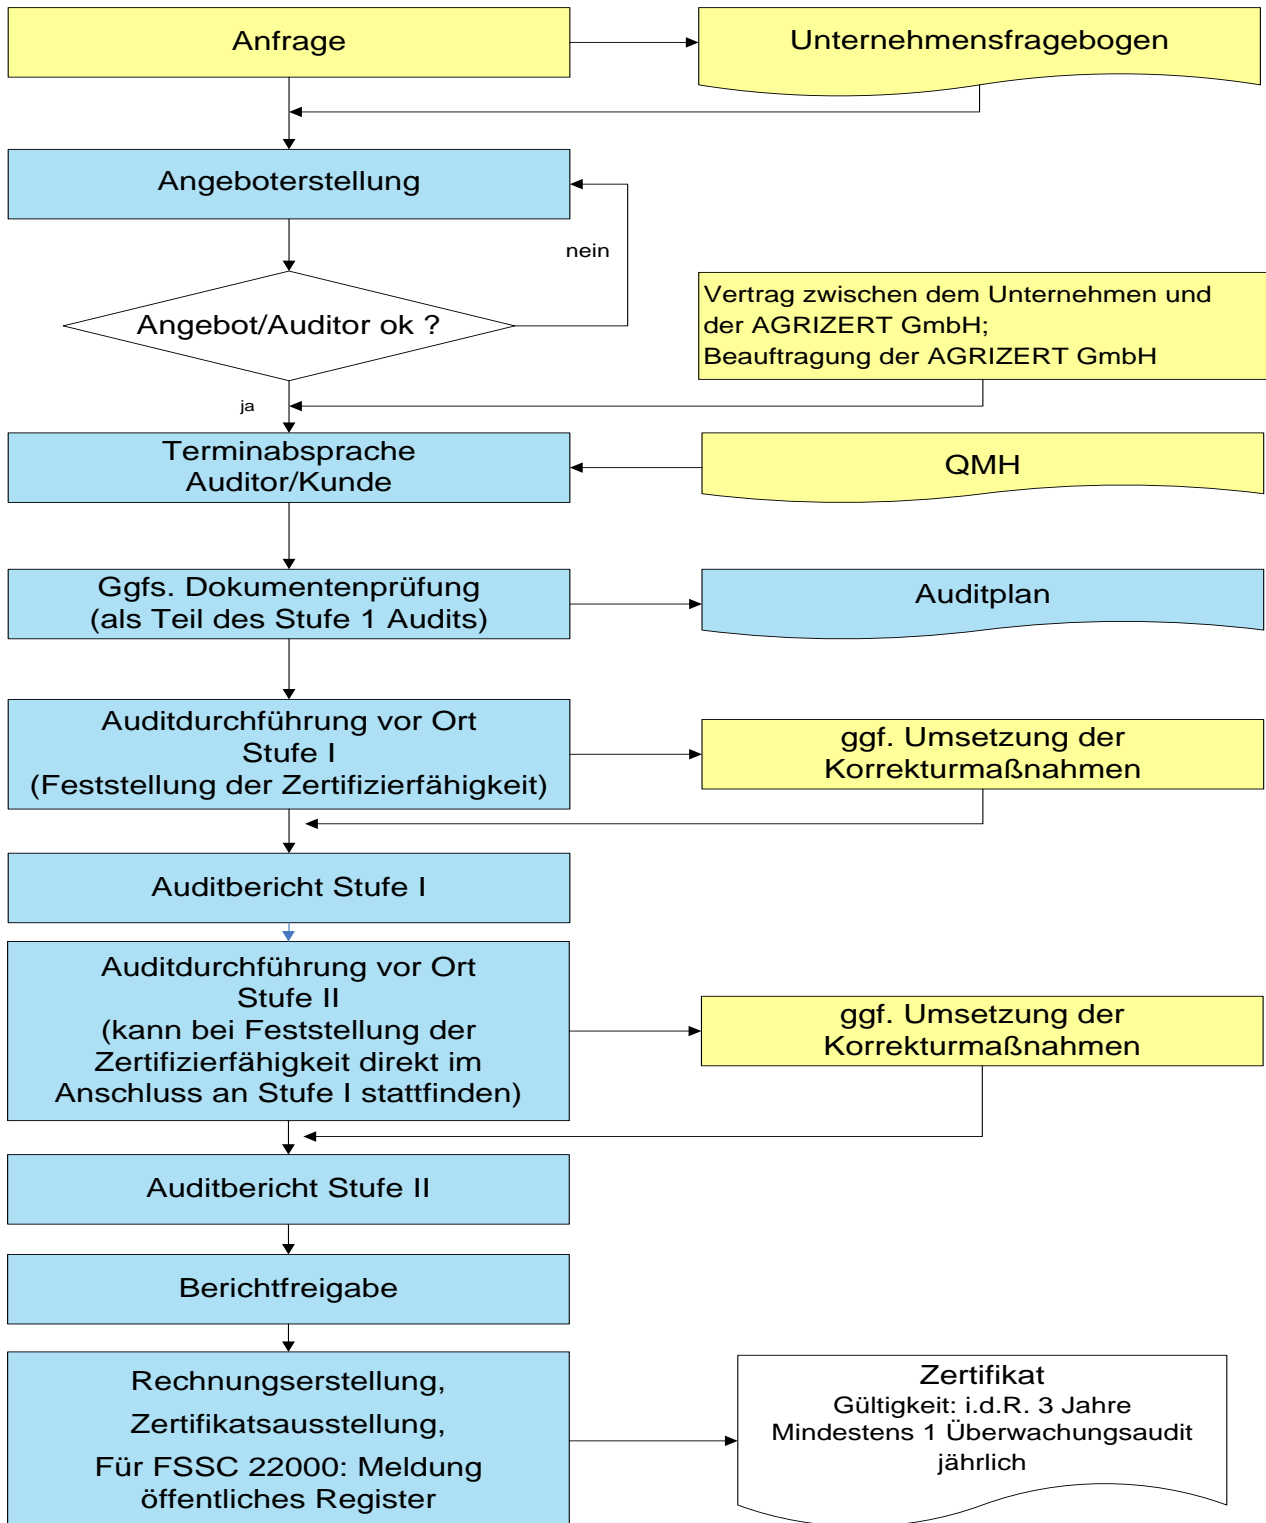 Anfrage
Unternehmensfragebogen
Angeboterstellung
nein
Angebot/Auditor ok ?
Vertrag zwischen dem Unternehmen und
der AGRIZERT GmbH;
Beauftragung der AGRIZERT GmbH
ja
Terminabsprache
Auditor/Kunde
QMH
Ggfs. Dokumentenprüfung
(als Teil des Stufe 1 Audits)
Auditplan
Auditdurchführung vor Ort
Stufe I
(Feststellung der Zertifizierfähigkeit)
ggf. Umsetzung der
Korrekturmaßnahmen
Auditbericht Stufe I
Auditdurchführung vor Ort
Stufe II
(kann bei Feststellung der
Zertifizierfähigkeit direkt im
Anschluss an Stufe I stattfinden)
ggf. Umsetzung der
Korrekturmaßnahmen
Auditbericht Stufe II
Berichtfreigabe
Rechnungserstellung,
Zertifikatsausstellung,
Für FSSC 22000: Meldung
öffentliches Register
Zertifikat
Gültigkeit: i.d.R. 3 Jahre
Mindestens 1 Überwachungsaudit
jährlich